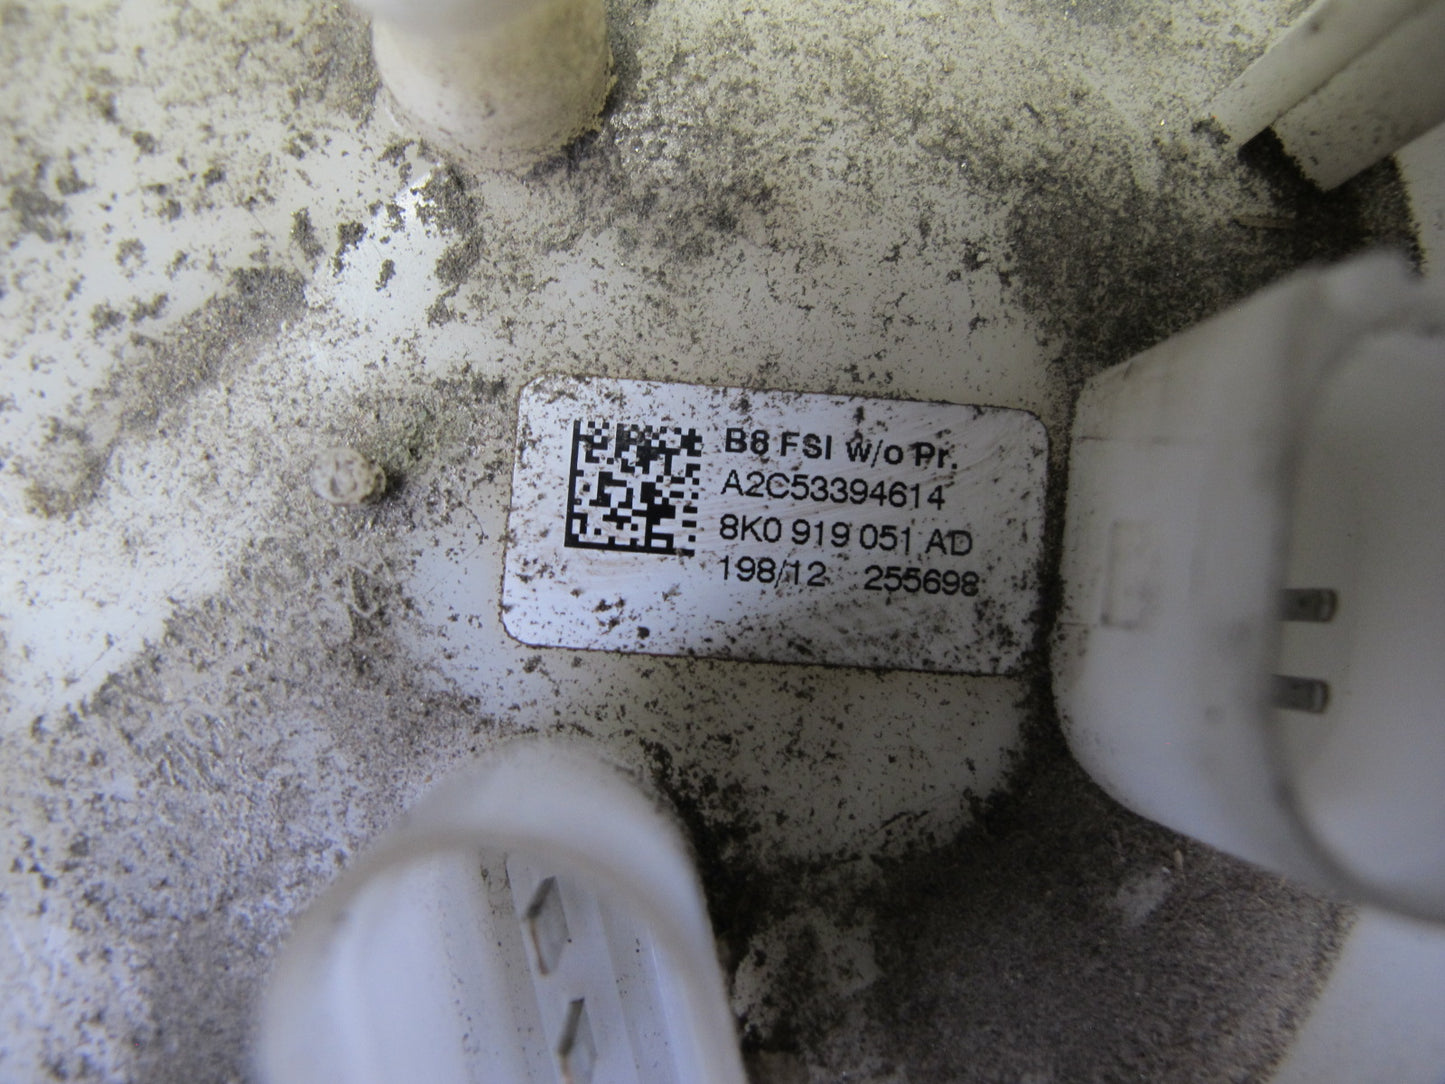 B8 FSI w/o Pr.
A2C53394614
8K0 919 051 AD
198/12 255698